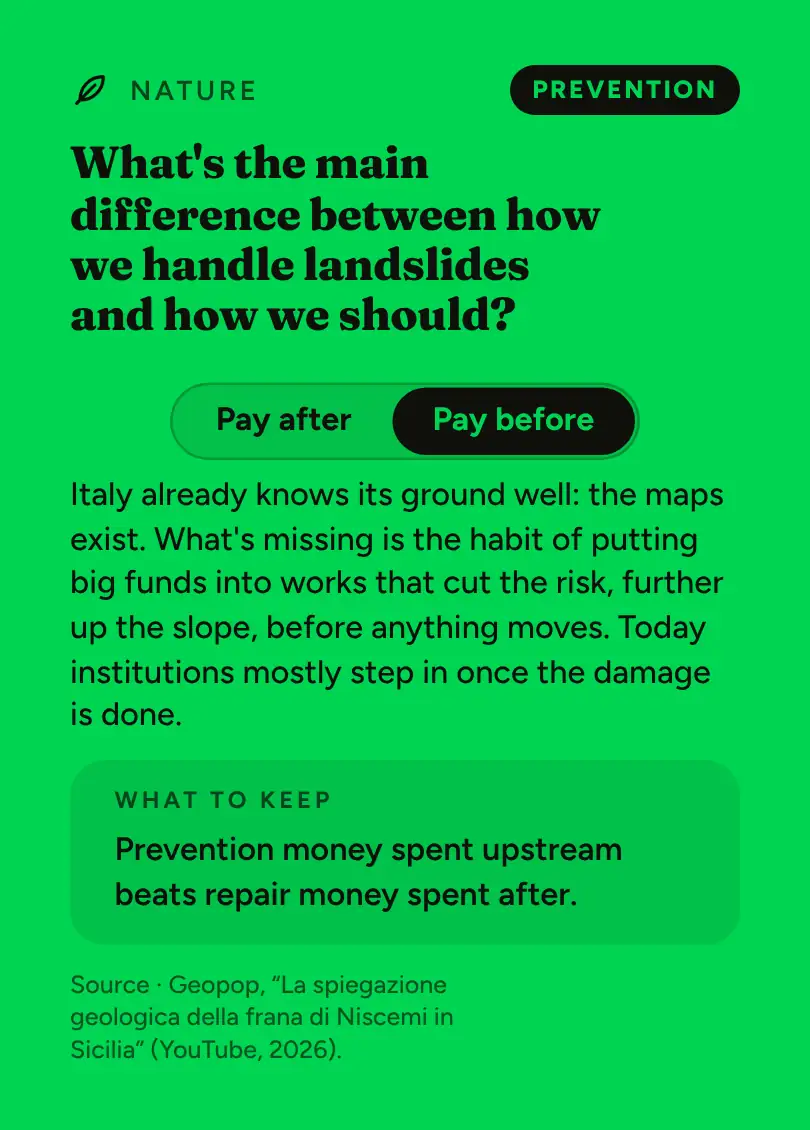 NATURE
PREVENTION
What's the main
difference between how
we handle landslides
and how we should?
Pay after
Pay before
Italy already knows its ground well: the maps
exist. What's missing is the habit of putting
big funds into works that cut the risk, further
up the slope, before anything moves. Today
institutions mostly step in once the damage
is done.
WHAT TO KEEP
Prevention money spent upstream
beats repair money spent after.
Source · Geopop, “La spiegazione
geologica della frana di Niscemi in
Sicilia” (YouTube, 2026).